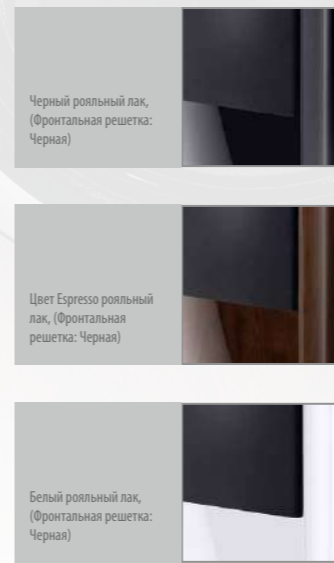 Черный рояльный лак,
(Фронтальная решетка:
Черная)
Цвет Espresso рояльный
лак, (Фронтальная
решетка: Черная)
Белый рояльный лак,
(Фронтальная решетка:
Черная)